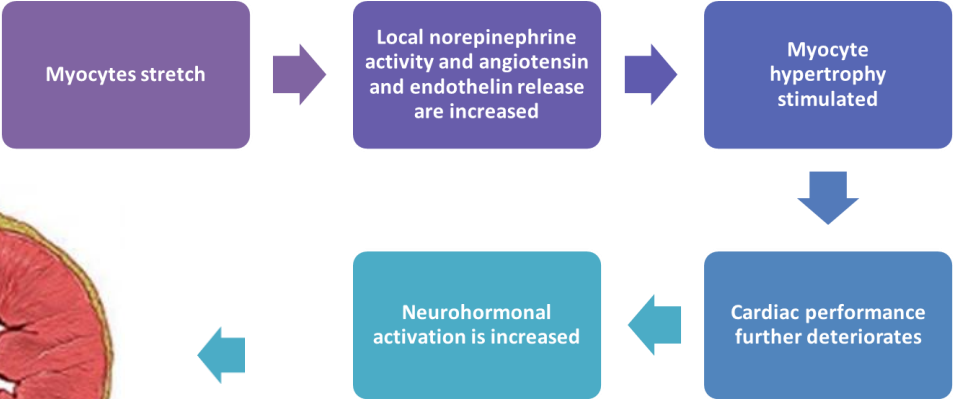 Myocytes stretch
Local norepinephrine
activity and angiotensin
and endothelin release
are increased
Myocyte
hypertrophy
stimulated
Cardiac performance
further deteriorates
Neurohormonal
activation is increased